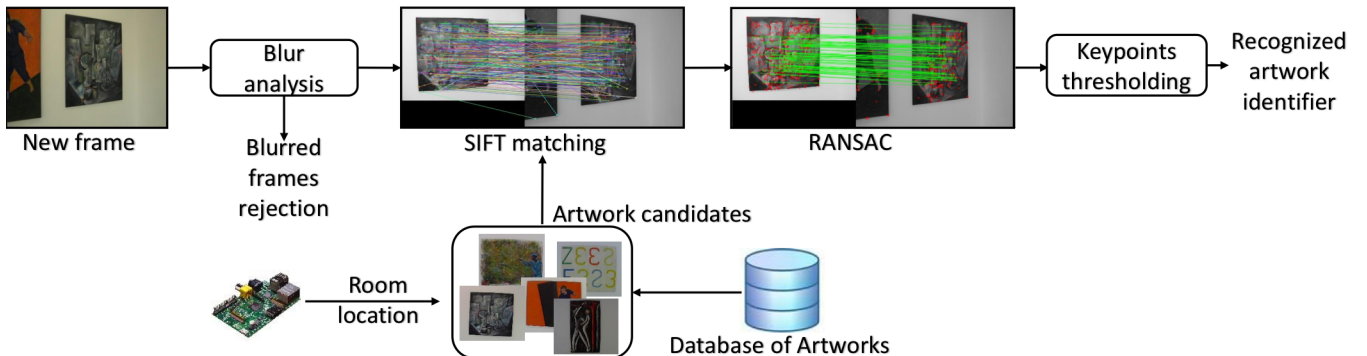 New frame
Blur
analysis
Blurred
frames
rejection
SIFT matching
RANSAC
Keypoints
thresholding
Recognized
artwork
identifier
Artwork candidates
Room
location
Database of Artworks